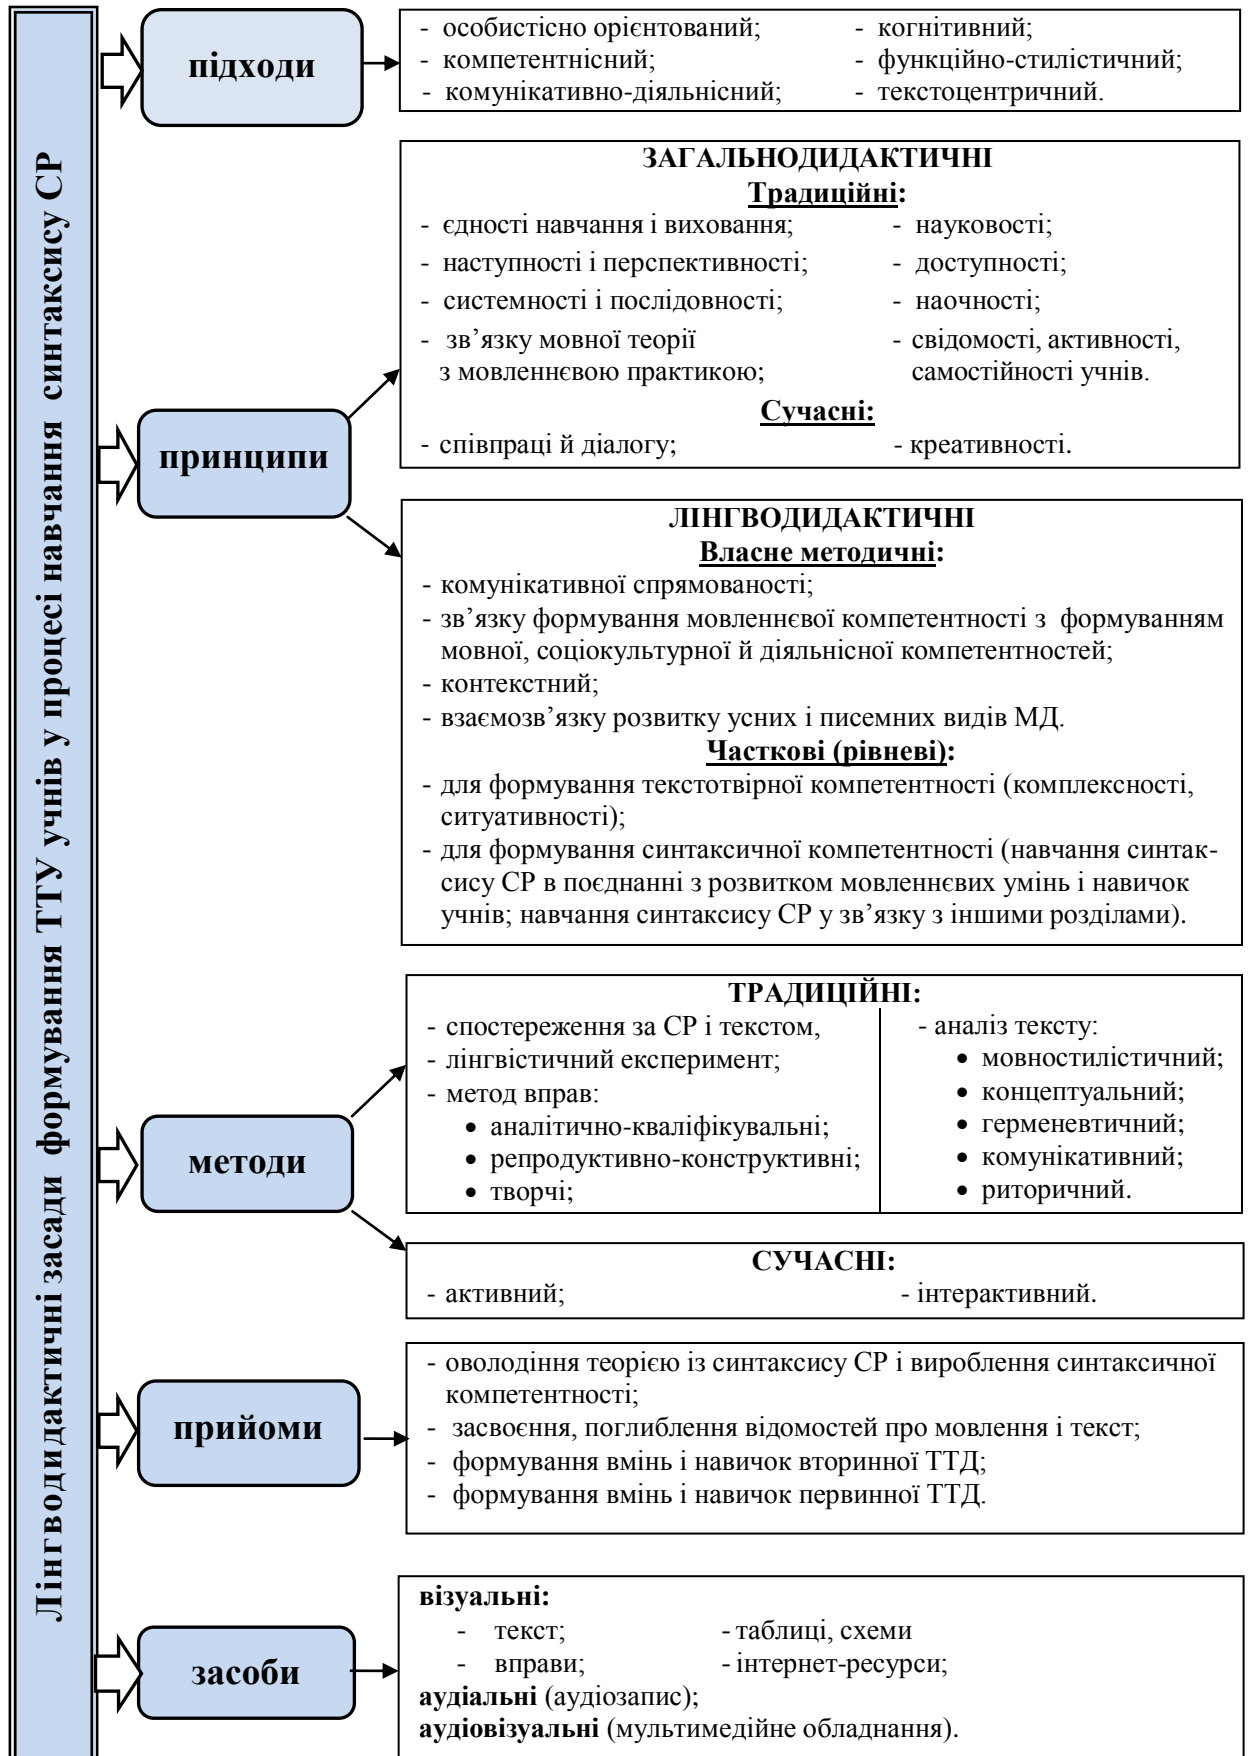 Лінгводидактичні засади формування ТТУ учнів у процесі навчання синтаксису СР
підходи
- особистісно орієнтований; - когнітивний;
- компетентнісний; - функційно-стилістичний;
- комунікативно-діяльнісний; - текстоцентричний.
принципи
ЗАГАЛЬНОДИДАКТИЧНІ
Традиційні:
- єдності навчання і виховання; - науковості;
- наступності і перспективності; - доступності;
- системності і послідовності; - наочності;
- зв’язку мовної теорії - свідомості, активності,
з мовленнєвою практикою; самостійності учнів.
Сучасні:
- співпраці й діалогу; - креативності.
ЛІНГВОДИДАКТИЧНІ
Власне методичні:
- комунікативної спрямованості;
- зв’язку формування мовленнєвої компетентності з формуванням
мовної, соціокультурної й діяльнісної компетентностей;
- контекстний;
- взаємозв’язку розвитку усних і писемних видів МД.
Часткові (рівневі):
- для формування текстотвірної компетентності (комплексності,
ситуативності);
- для формування синтаксичної компетентності (навчання синтак-
сису СР в поєднанні з розвитком мовленнєвих умінь і навичок
учнів; навчання синтаксису СР у зв’язку з іншими розділами).
методи
ТРАДИЦІЙНІ:
- спостереження за СР і текстом,
- лінгвістичний експеримент;
- метод вправ:
• аналітично-кваліфікувальні;
• репродуктивно-конструктивні;
• творчі;
- аналіз тексту:
• мовностилістичний;
• концептуальний;
• герменевтичний;
• комунікативний;
• риторичний.
СУЧАСНІ:
- активний; - інтерактивний.
прийоми
- оволодіння теорією із синтаксису СР і вироблення синтаксичної
компетентності;
- засвоєння, поглиблення відомостей про мовлення і текст;
- формування вмінь і навичок вторинної ТТД;
- формування вмінь і навичок первинної ТТД.
засоби
візуальні:
- текст; - таблиці, схеми
- вправи; - інтернет-ресурси;
аудіальні (аудіозапис);
аудіовізуальні (мультимедійне обладнання).